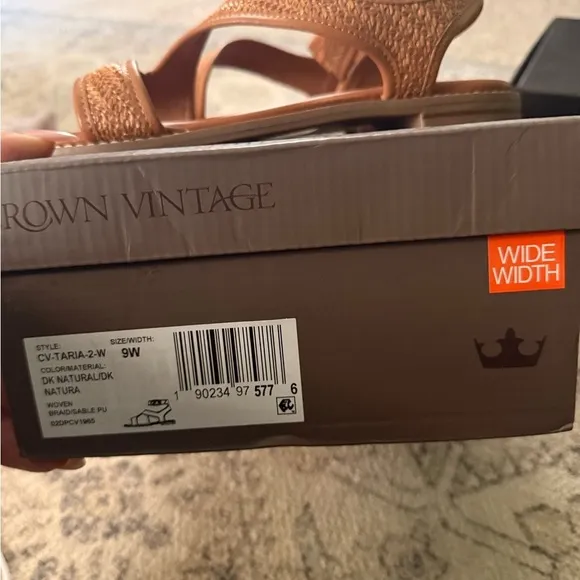 ROWN VINTAGE
WIDE
WIDTH
STYLE:
CV-TARIA-2-W
SIZE/WIDTH:
9W
COLOR/MATERIAL:
DK NATURAL/DK
NATURA
WOVEN
BRAID/SABLE PU
02DPCV1965
1 90234 97 577 6